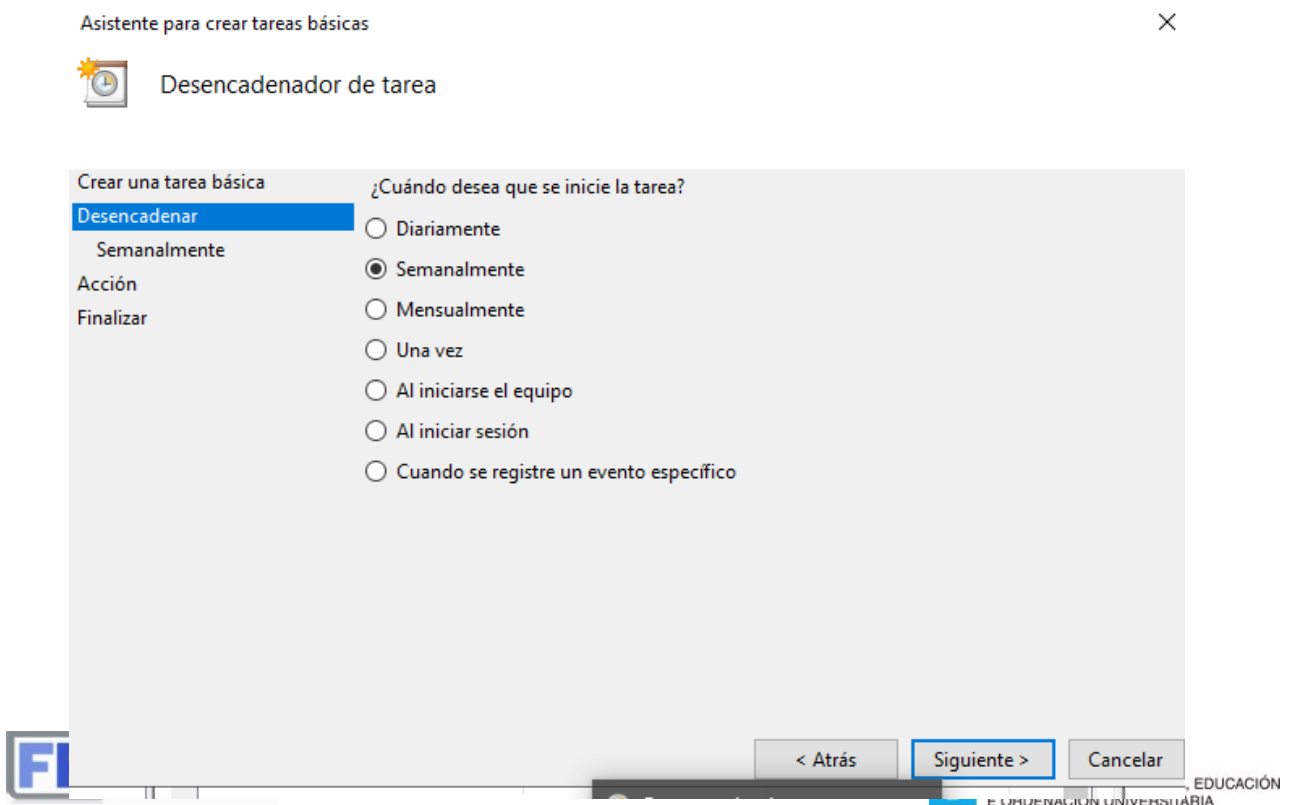 Asistente para crear tareas básicas
Desencadenador de tarea
Crear una tarea básica
Desencadenar
Semanalmente
Acción
Finalizar
¿Cuándo desea que se inicie la tarea?
Diariamente
Semanalmente
Mensualmente
Una vez
Al iniciarse el equipo
Al iniciar sesión
Cuando se registre un evento específico
< Atrás
Siguiente >
Cancelar
, EDUCACIÓN
E ORDENACIÓN UNIVERSITARIA